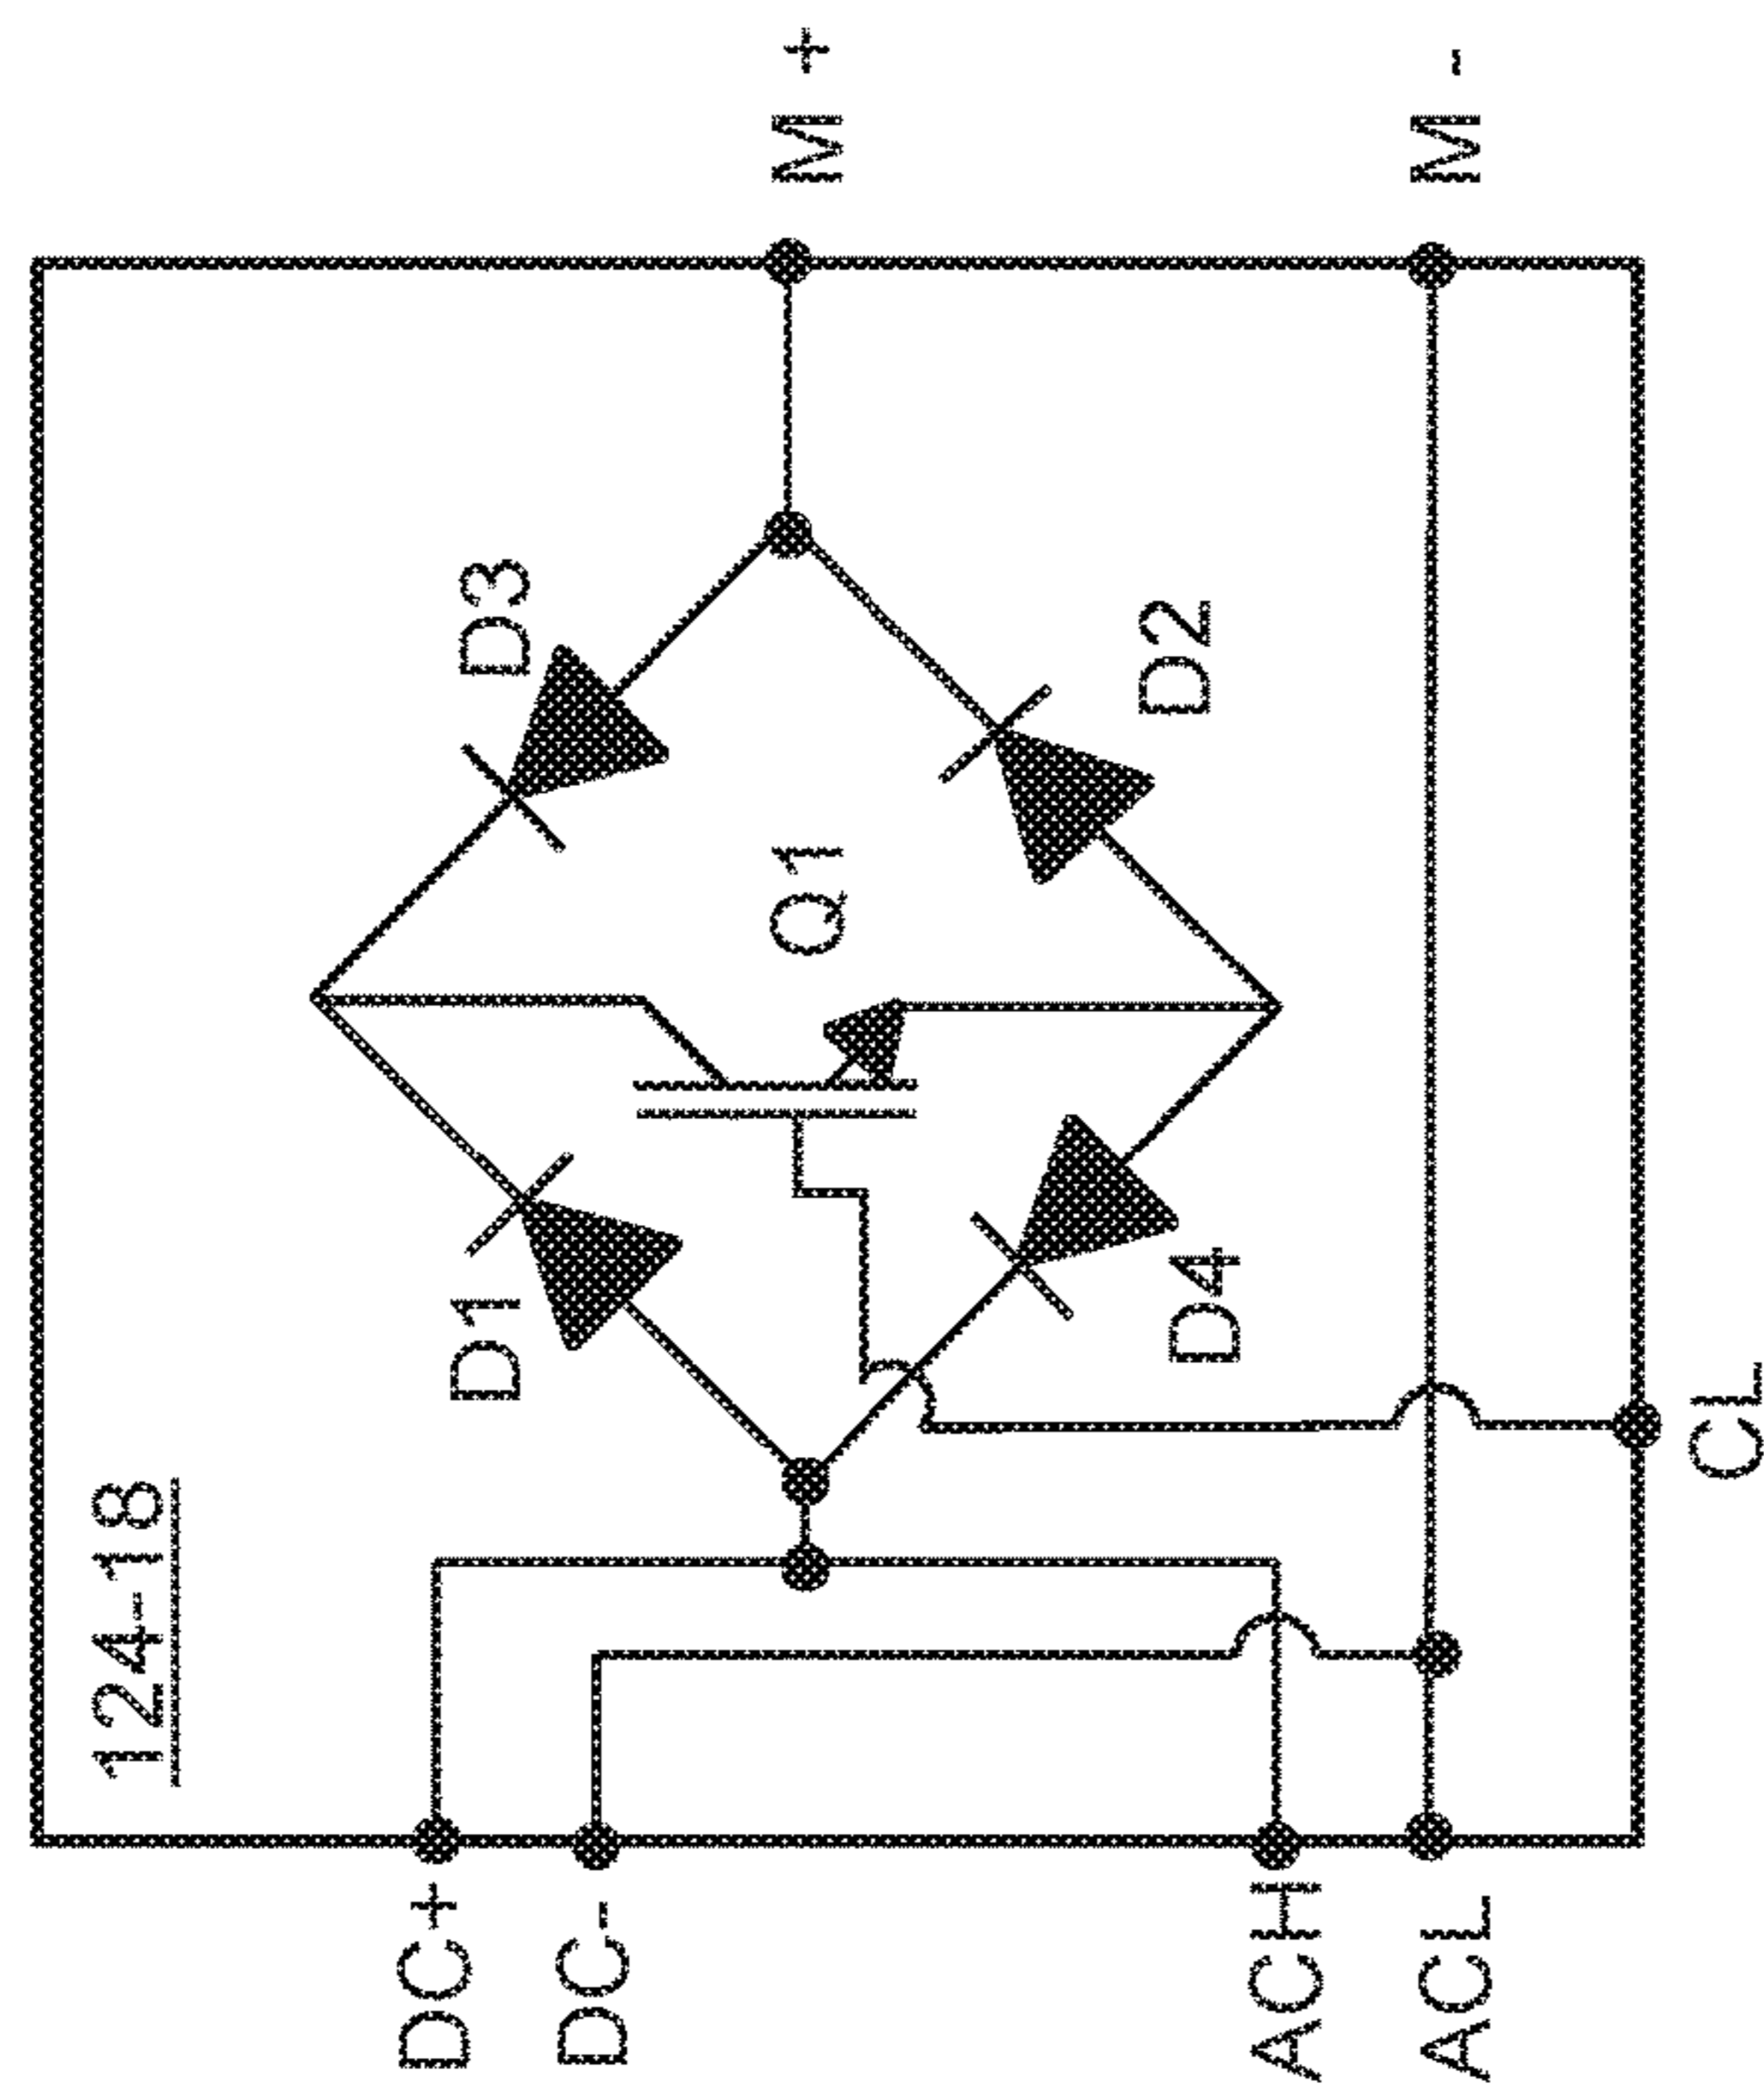 124-18
DC+
DC-
ACH
ACL
D1
D3
Q1
D4
D2
CL
M +
M -